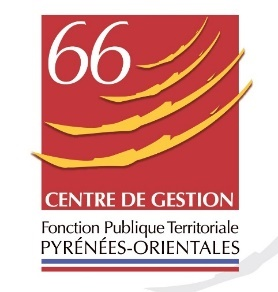 66
CENTRE DE GESTION
Fonction Publique Territoriale
PYRÉNÉES-ORIENTALES